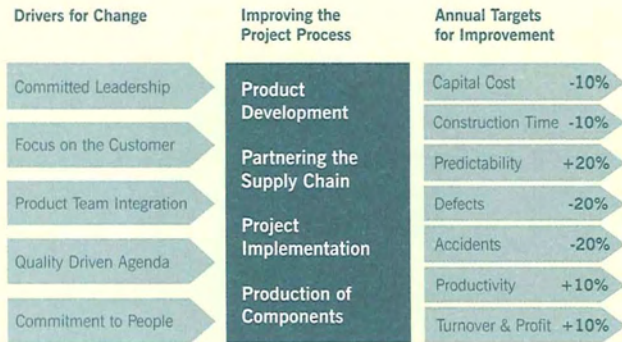 Drivers for Change
Committed Leadership
Focus on the Customer
Product Team Integration
Quality Driven Agenda
Commitment to People
Improving the
Project Process
Product
Development
Partnering the
Supply Chain
Project
Implementation
Production of
Components
Annual Targets
for Improvement
Capital Cost -10%
Construction Time -10%
Predictability +20%
Defects -20%
Accidents -20%
Productivity +10%
Turnover & Profit +10%